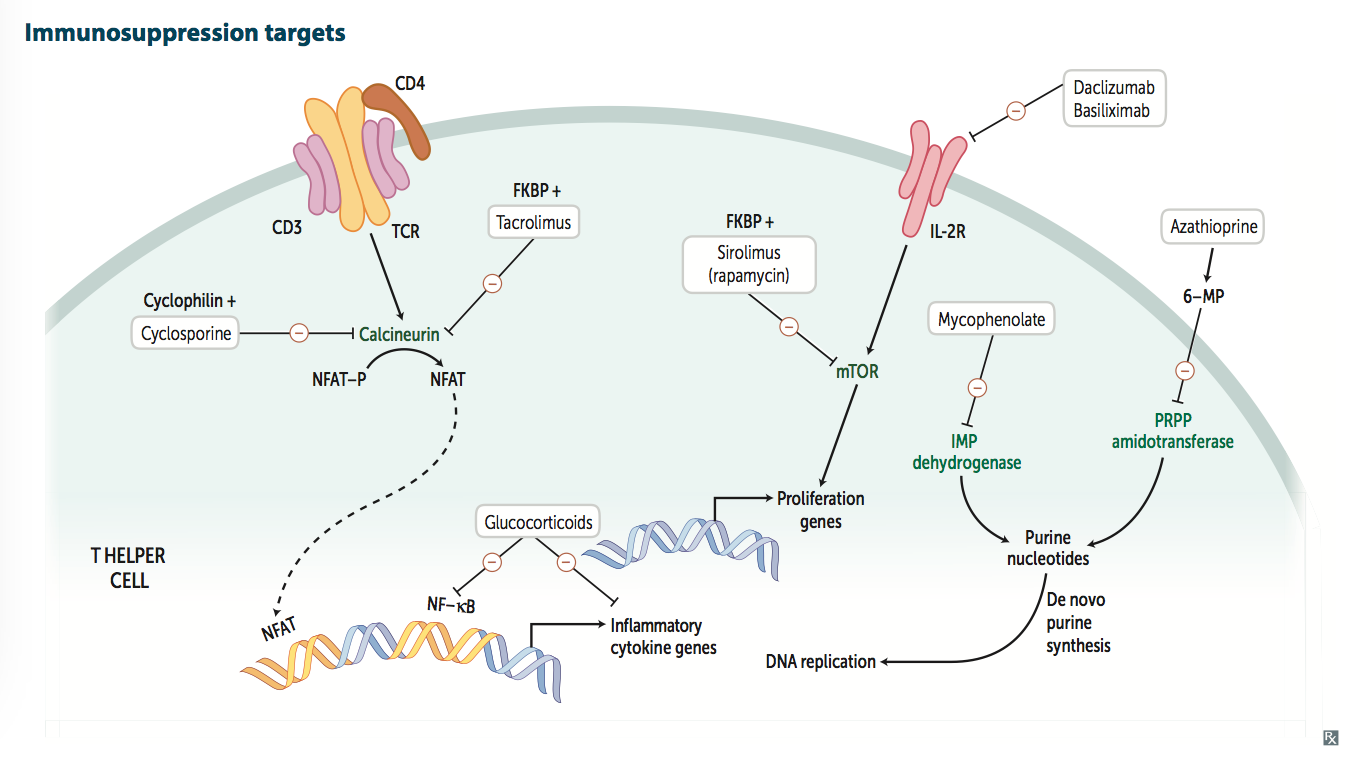 Immunosuppression targets
CD4
CD3
TCR
FKBP +
Tacrolimus
Cyclophilin +
Cyclosporine
−
−
Calcineurin
NFAT–P
NFAT
Daclizumab
Basiliximab
−
IL-2R
FKBP +
Sirolimus
(rapamycin)
−
mTOR
Azathioprine
6–MP
−
PRPP
amidotransferase
Mycophenolate
−
IMP
dehydrogenase
Proliferation
genes
Glucocorticoids
−
−
NF–κB
NFAT
Inflammatory
cytokine genes
T HELPER
CELL
Purine
nucleotides
De novo
purine
synthesis
DNA replication
Rx